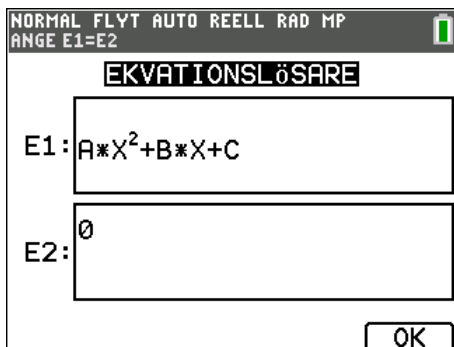 NORMAL FLYT AUTO REELL RAD MP
ANGE E1=E2
EKVATIONSLöSARE
E1: A*X²+B*X+C
E2: 0
OK